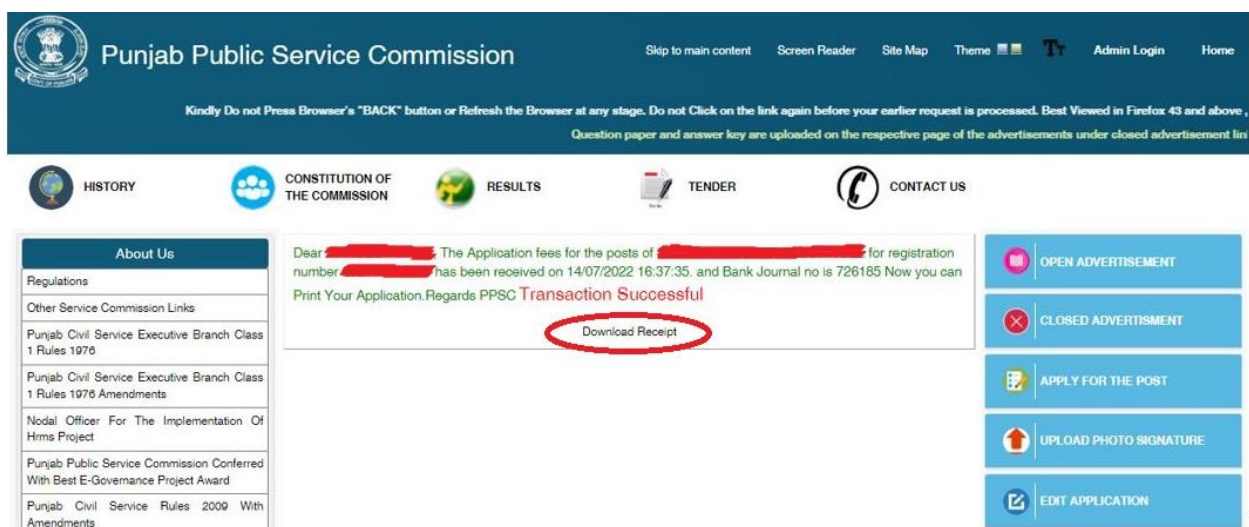 Punjab Public Service Commission
Skip to main content Screen Reader Site Map Theme Tт Admin Login Home
Kindly Do not Press Browser's "BACK" button or Refresh the Browser at any stage. Do not Click on the link again before your earlier request is processed. Best Viewed in Firefox 43 and above ,
Question paper and answer key are uploaded on the respective page of the advertisements under closed advertisement lin
HISTORY
CONSTITUTION OF
THE COMMISSION
RESULTS
TENDER
CONTACT US
About Us
Regulations
Other Service Commission Links
Punjab Civil Service Executive Branch Class
1 Rules 1976
Punjab Civil Service Executive Branch Class
1 Rules 1976 Amendments
Nodal Officer For The Implementation Of
Hrms Project
Punjab Public Service Commission Conferred
With Best E-Governance Project Award
Punjab Civil Service Rules 2009 With
Amendments
Dear , The Application fees for the posts of for registration
number has been received on 14/07/2022 16:37:35. and Bank Journal no is 726185 Now you can
Print Your Application.Regards PPSC Transaction Successful
Download Receipt
OPEN ADVERTISEMENT
CLOSED ADVERTISMENT
APPLY FOR THE POST
UPLOAD PHOTO SIGNATURE
EDIT APPLICATION